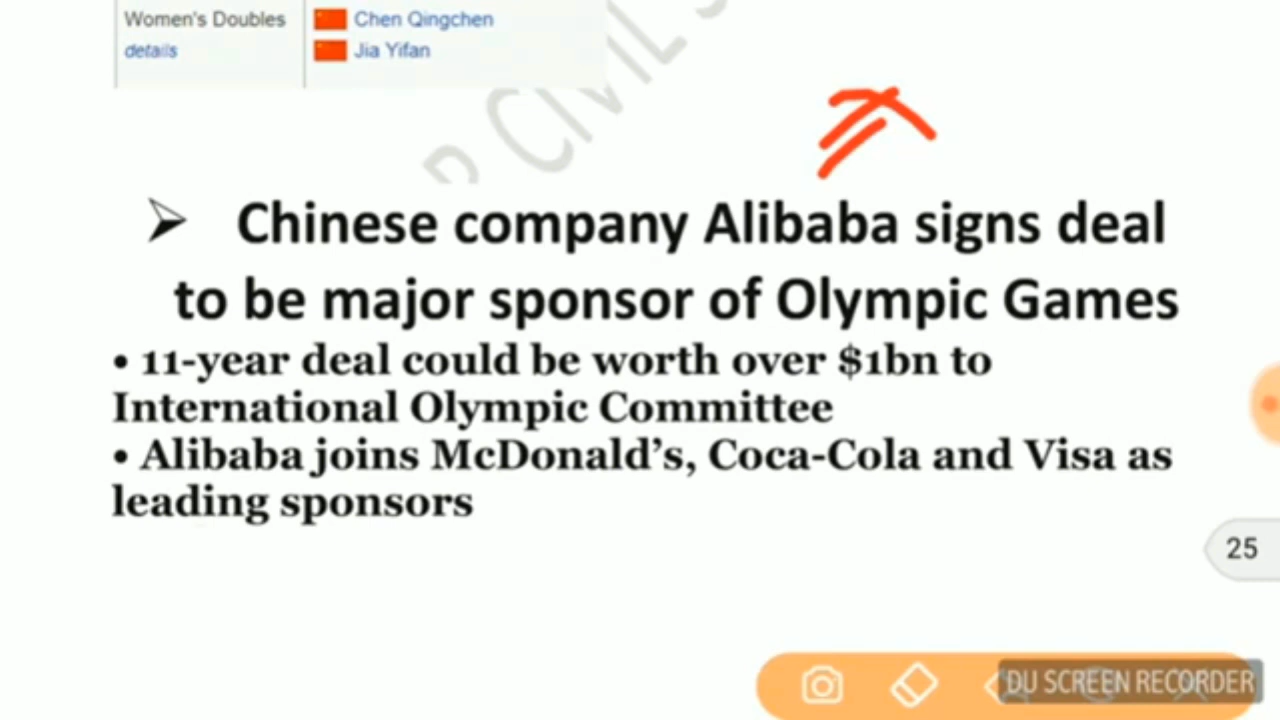 Women's Doubles Chen Qingchen
details Jia Yifan
R CIVIL S
➢ Chinese company Alibaba signs deal
to be major sponsor of Olympic Games
• 11-year deal could be worth over $1bn to
International Olympic Committee
• Alibaba joins McDonald’s, Coca-Cola and Visa as
leading sponsors
25
DU SCREEN RECORDER